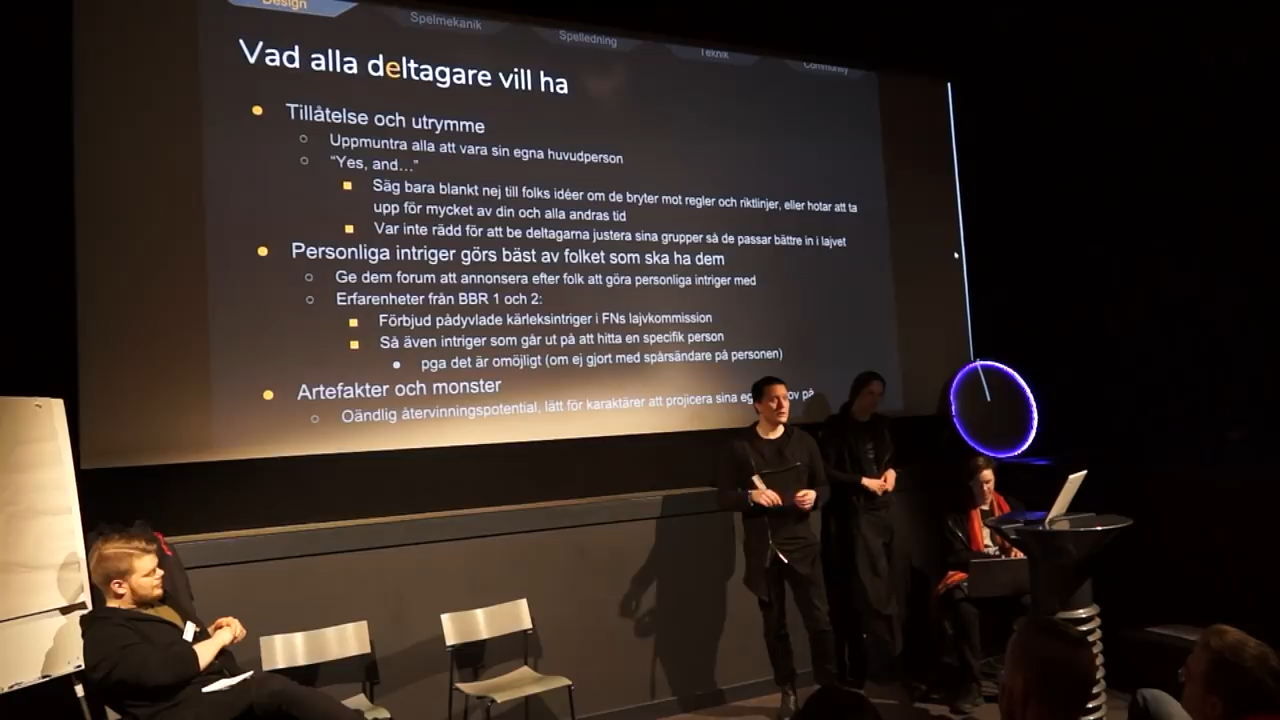 Design
Spelmekanik
Spelledning
Teknik
Community
Vad alla deltagare vill ha
Tillåtelse och utrymme
Uppmuntra alla att vara sin egna huvudperson
"Yes, and..."
Säg bara blankt nej till folks idéer om de bryter mot regler och riktlinjer, eller hotar att ta
upp för mycket av din och alla andras tid
Var inte rädd för att be deltagarna justera sina grupper så de passar bättre in i lajvet
Personliga intriger görs bäst av folket som ska ha dem
Ge dem forum att annonsera efter folk att göra personliga intriger med
Erfarenheter från BBR 1 och 2:
Förbjud pådyvlade kärleksintriger i FNs lajvkommission
Så även intriger som går ut på att hitta en specifik person
pga det är omöjligt (om ej gjort med spårsändare på personen)
Artefakter och monster
Oändlig återvinningspotential, lätt för karaktärer att projicera sina på